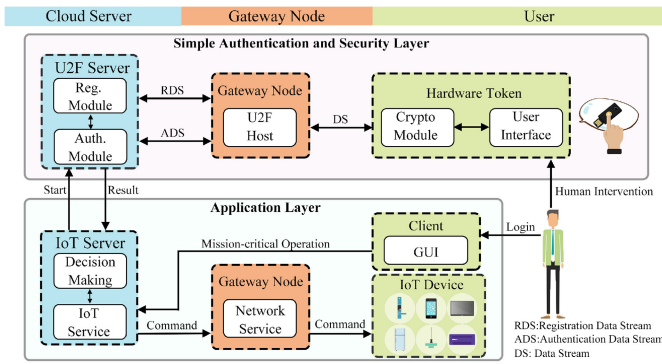 Cloud Server
Gateway Node
User
Simple Authentication and Security Layer
U2F Server
Reg.
Module
Auth.
Module
RDS
ADS
Gateway Node
U2F
Host
DS
Hardware Token
Crypto
Module
User
Interface
Start
Result
Human Intervention
Application Layer
IoT Server
Decision
Making
IoT
Service
Mission-critical Operation
Client
GUI
Login
Gateway Node
Network
Service
Command
Command
IoT Device
RDS:Registration Data Stream
ADS:Authentication Data Stream
DS: Data Stream